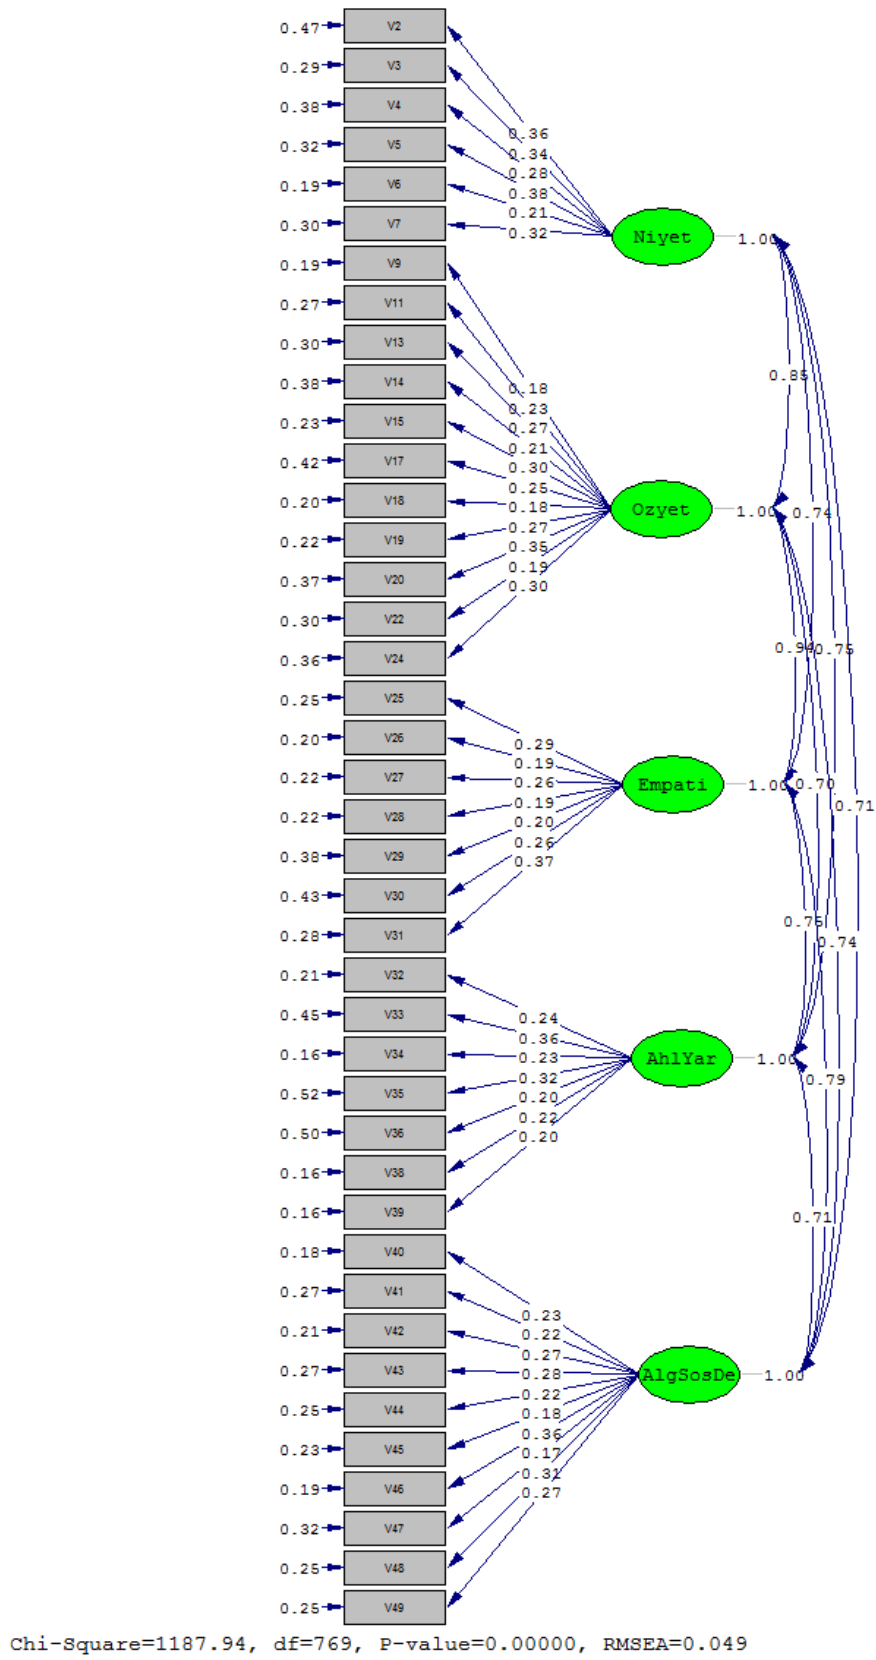 0.47 V2
0.29 V3
0.38 V4
0.32 V5
0.19 V6
0.30 V7
0.19 V9
0.27 V11
0.30 V13
0.38 V14
0.23 V15
0.42 V17
0.20 V18
0.22 V19
0.37 V20
0.30 V22
0.36 V24
0.25 V25
0.20 V26
0.22 V27
0.22 V28
0.38 V29
0.43 V30
0.28 V31
0.21 V32
0.45 V33
0.16 V34
0.52 V35
0.50 V36
0.16 V38
0.16 V39
0.18 V40
0.27 V41
0.21 V42
0.27 V43
0.25 V44
0.23 V45
0.19 V46
0.32 V47
0.25 V48
0.25 V49
0.36
0.34
0.28
0.38
0.21
0.32
Niyet 1.00
0.18
0.23
0.27
0.21
0.30
0.25
0.18
0.27
0.35
0.19
0.30
Ozyet 1.00
0.29
0.19
0.26
0.19
0.20
0.26
0.37
Empati 1.00
0.24
0.36
0.23
0.32
0.20
0.22
0.20
AhlYar 1.00
0.23
0.22
0.27
0.28
0.22
0.18
0.36
0.17
0.31
0.27
AlgSosDe 1.00
0.85
0.74
0.94
0.75
0.70
0.71
0.76
0.74
0.79
0.71
Chi-Square=1187.94, df=769, P-value=0.00000, RMSEA=0.049